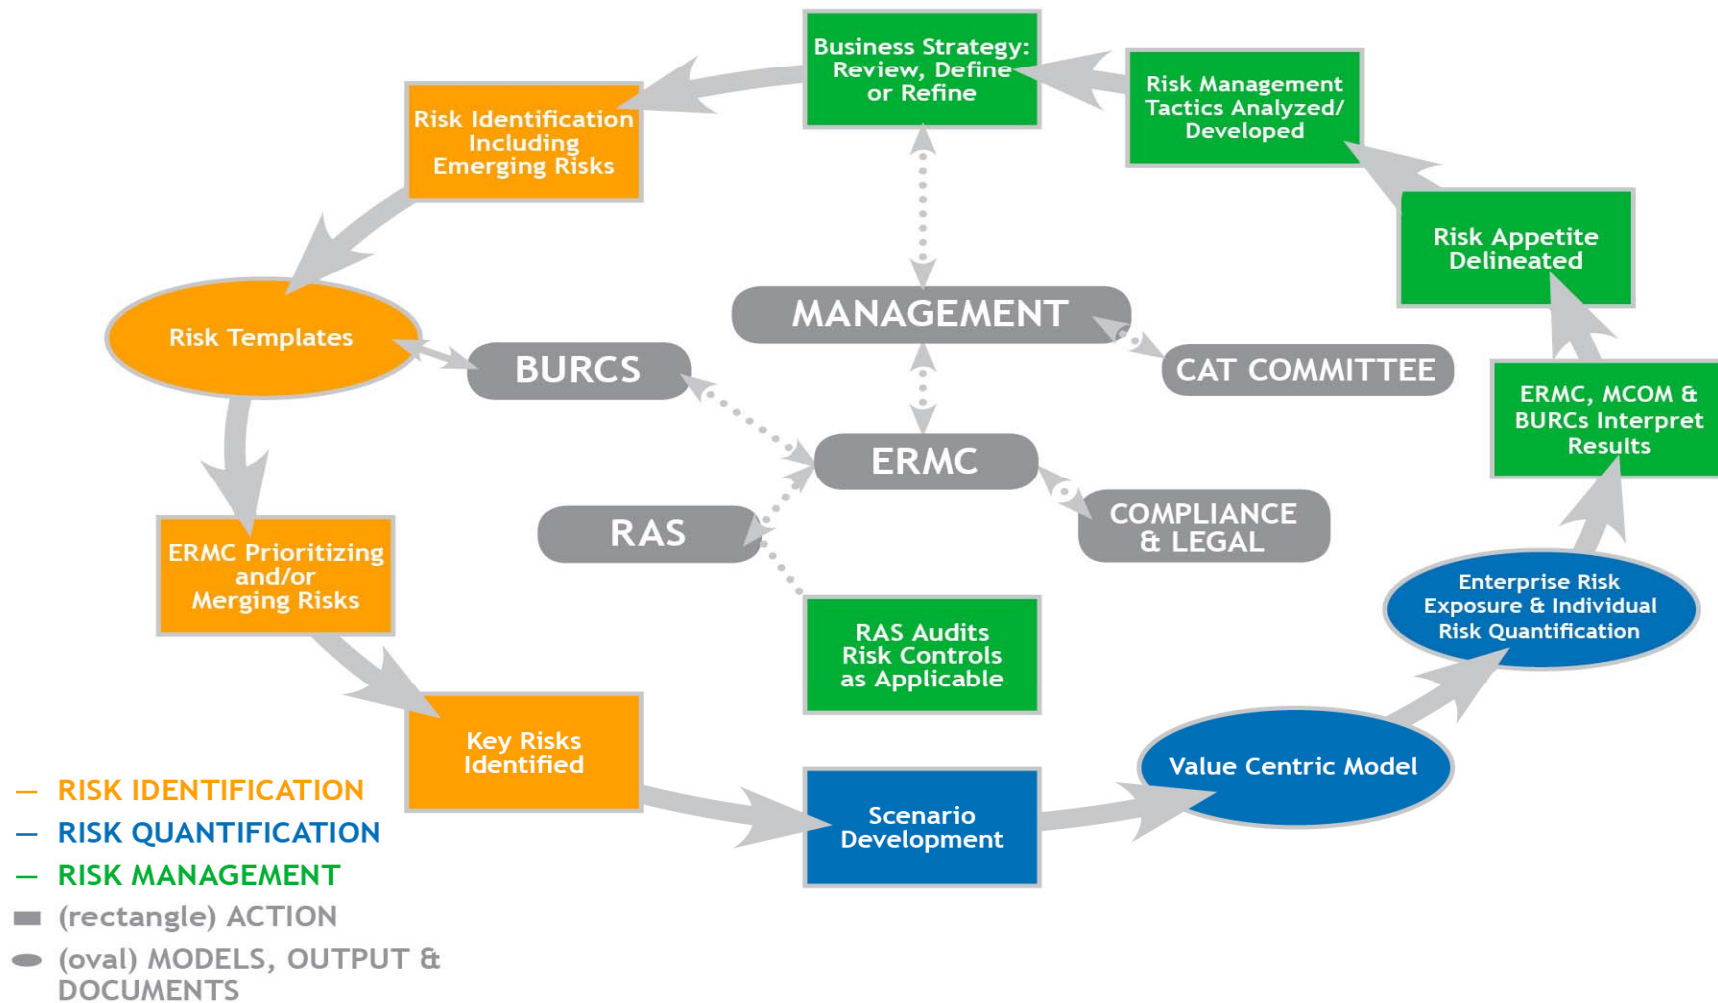 Business Strategy:
Review, Define
or Refine
Risk Management
Tactics Analyzed/
Developed
Risk Identification
Including
Emerging Risks
Risk Appetite
Delineated
MANAGEMENT
Risk Templates
BURCS
CAT COMMITTEE
ERMC, MCOM &
BURCs Interpret
Results
ERMC
RAS
COMPLIANCE
& LEGAL
ERMC Prioritizing
and/or
Merging Risks
Enterprise Risk
Exposure & Individual
Risk Quantification
RAS Audits
Risk Controls
as Applicable
Key Risks
Identified
Value Centric Model
Scenario
Development
— RISK IDENTIFICATION
— RISK QUANTIFICATION
— RISK MANAGEMENT
(rectangle) ACTION
(oval) MODELS, OUTPUT &
DOCUMENTS